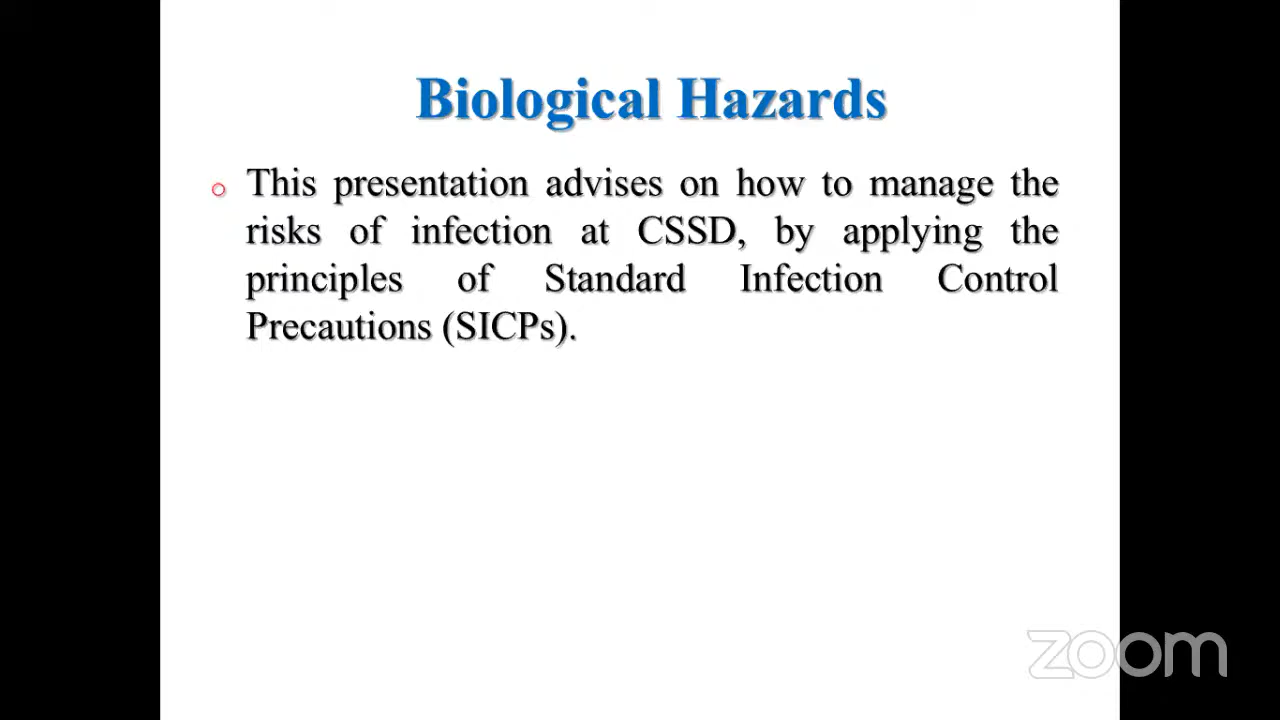 Biological Hazards
This presentation advises on how to manage the
risks of infection at CSSD, by applying the
principles of Standard Infection Control
Precautions (SICPs).
zoom